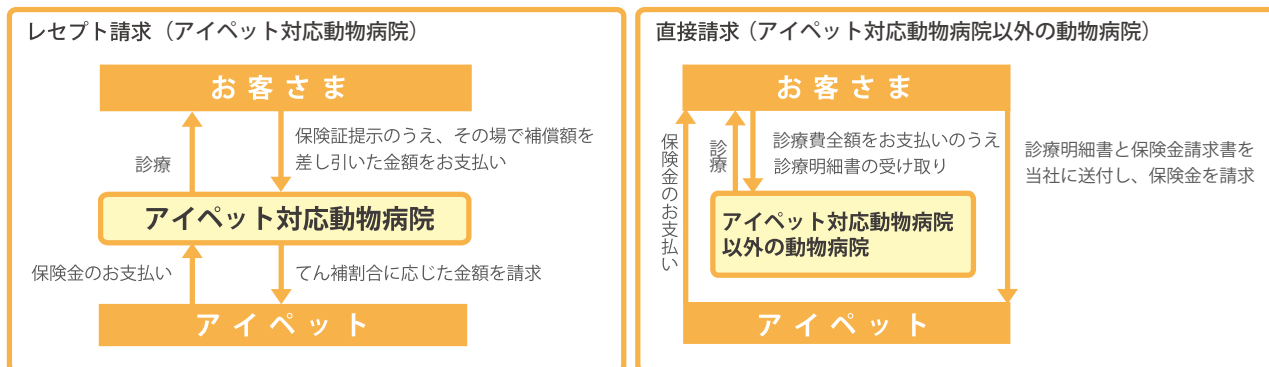 レセプト請求（アイペット対応動物病院）
お客さま
診療
保険証提示のうえ、その場で補償額を
差し引いた金額をお支払い
アイペット対応動物病院
保険金のお支払い
てん補割合に応じた金額を請求
アイペット
直接請求（アイペット対応動物病院以外の動物病院）
お客さま
保険金のお支払い
診療
診療費全額をお支払いのうえ
診療明細書の受け取り
診療明細書と保険金請求書を
当社に送付し、保険金を請求
アイペット対応動物病院
以外の動物病院
アイペット